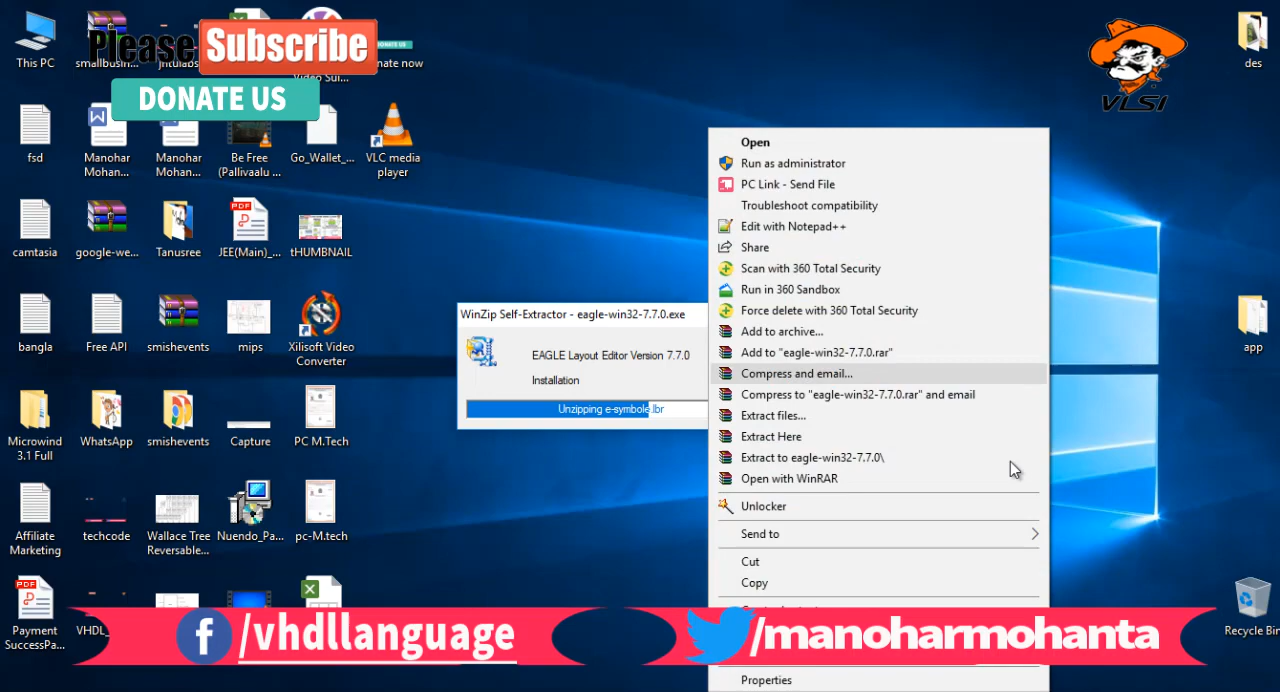 Please Subscribe
DONATE US
DONATE US
VLSI
This PC
smallbusin...
jntulabs
Video Sui...
des
fsd
Manohar
Mohan...
Manohar
Mohan...
Be Free
(Pallivaalu ...
Go_Wallet_...
VLC media
player
camtasia
google-we...
Tanusree
PDF
JEE(Main)_...
tHUMBNAIL
bangla
Free API
smishevents
mips
Xilisoft Video
Converter
app
Microwind
3.1 Full
WhatsApp
smishevents
Capture
PC M.Tech
Affiliate
Marketing
techcode
Wallace Tree
Reversable...
Nuendo_Pa...
pc-M.tech
PDF
Payment
SuccessPa...
VHDL_
Recycle Bin
WinZip Self-Extractor - eagle-win32-7.7.0.exe
EAGLE Layout Editor Version 7.7.0
Installation
Unzipping e-symbole.lbr
Open
Run as administrator
PC Link - Send File
Troubleshoot compatibility
Edit with Notepad++
Share
Scan with 360 Total Security
Run in 360 Sandbox
Force delete with 360 Total Security
Add to archive...
Add to "eagle-win32-7.7.0.rar"
Compress and email...
Compress to "eagle-win32-7.7.0.rar" and email
Extract files...
Extract Here
Extract to eagle-win32-7.7.0\
Open with WinRAR
Unlocker
Send to
Cut
Copy
Properties
/vhdllanguage
/manoharmohanta